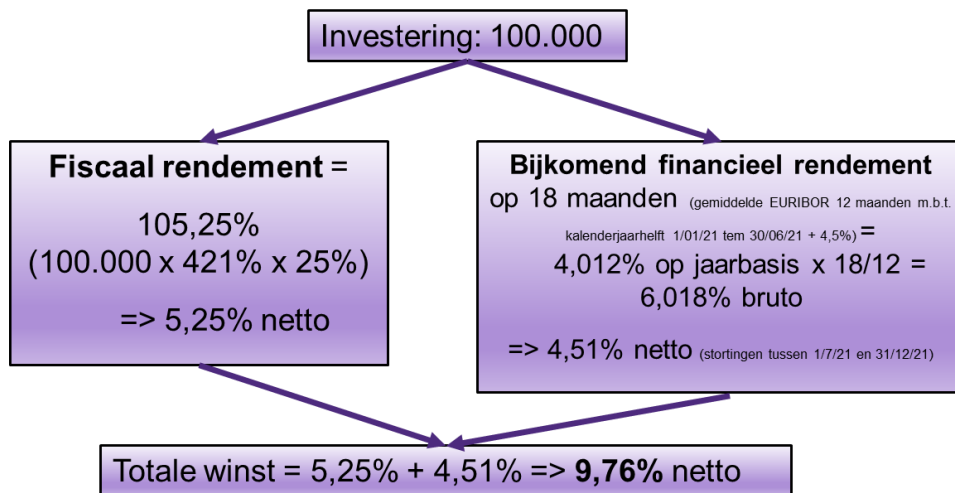 Investering: 100.000
Fiscaal rendement =
105,25%
(100.000 x 421% x 25%)
=> 5,25% netto
Bijkomend financieel rendement
op 18 maanden (gemiddelde EURIBOR 12 maanden m.b.t.
kalenderjaarhelft 1/01/21 tem 30/06/21 + 4,5%) =
4,012% op jaarbasis x 18/12 =
6,018% bruto
=> 4,51% netto (stortingen tussen 1/7/21 en 31/12/21)
Totale winst = 5,25% + 4,51% => 9,76% netto